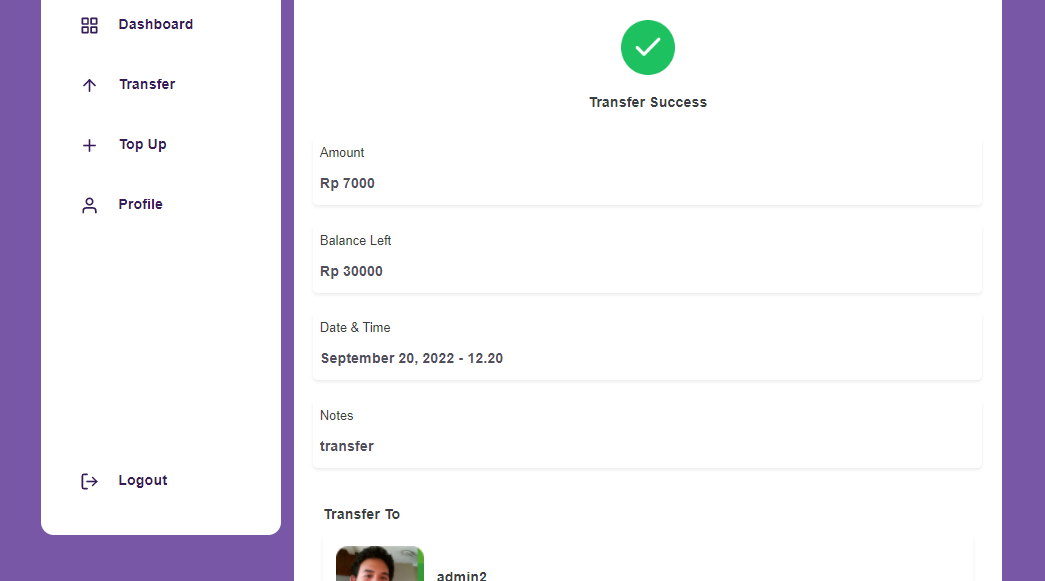 Dashboard
Transfer
Top Up
Profile
Logout
Transfer Success
Amount
Rp 7000
Balance Left
Rp 30000
Date & Time
September 20, 2022 - 12.20
Notes
transfer
Transfer To
admin2